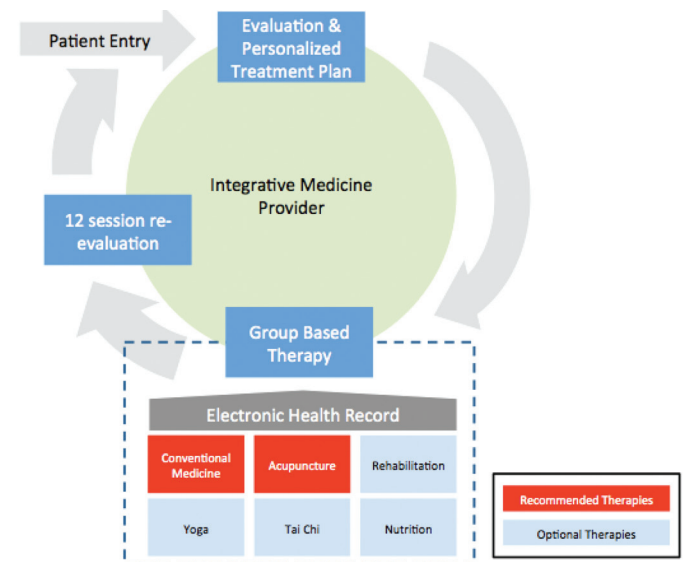 Patient Entry
Evaluation &
Personalized
Treatment Plan
Integrative Medicine
Provider
12 session re-
evaluation
Group Based
Therapy
Electronic Health Record
Conventional
Medicine
Acupuncture
Rehabilitation
Yoga
Tai Chi
Nutrition
Recommended Therapies
Optional Therapies